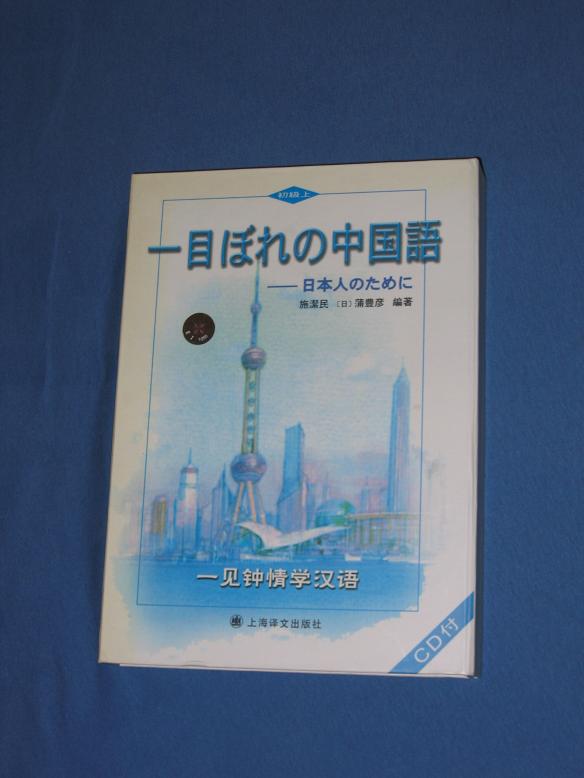 初級上
一目ぼれの中国語
——日本人のために
施潔民 〔日〕蒲豊彦 編著
一见钟情学汉语
上海译文出版社
CD付